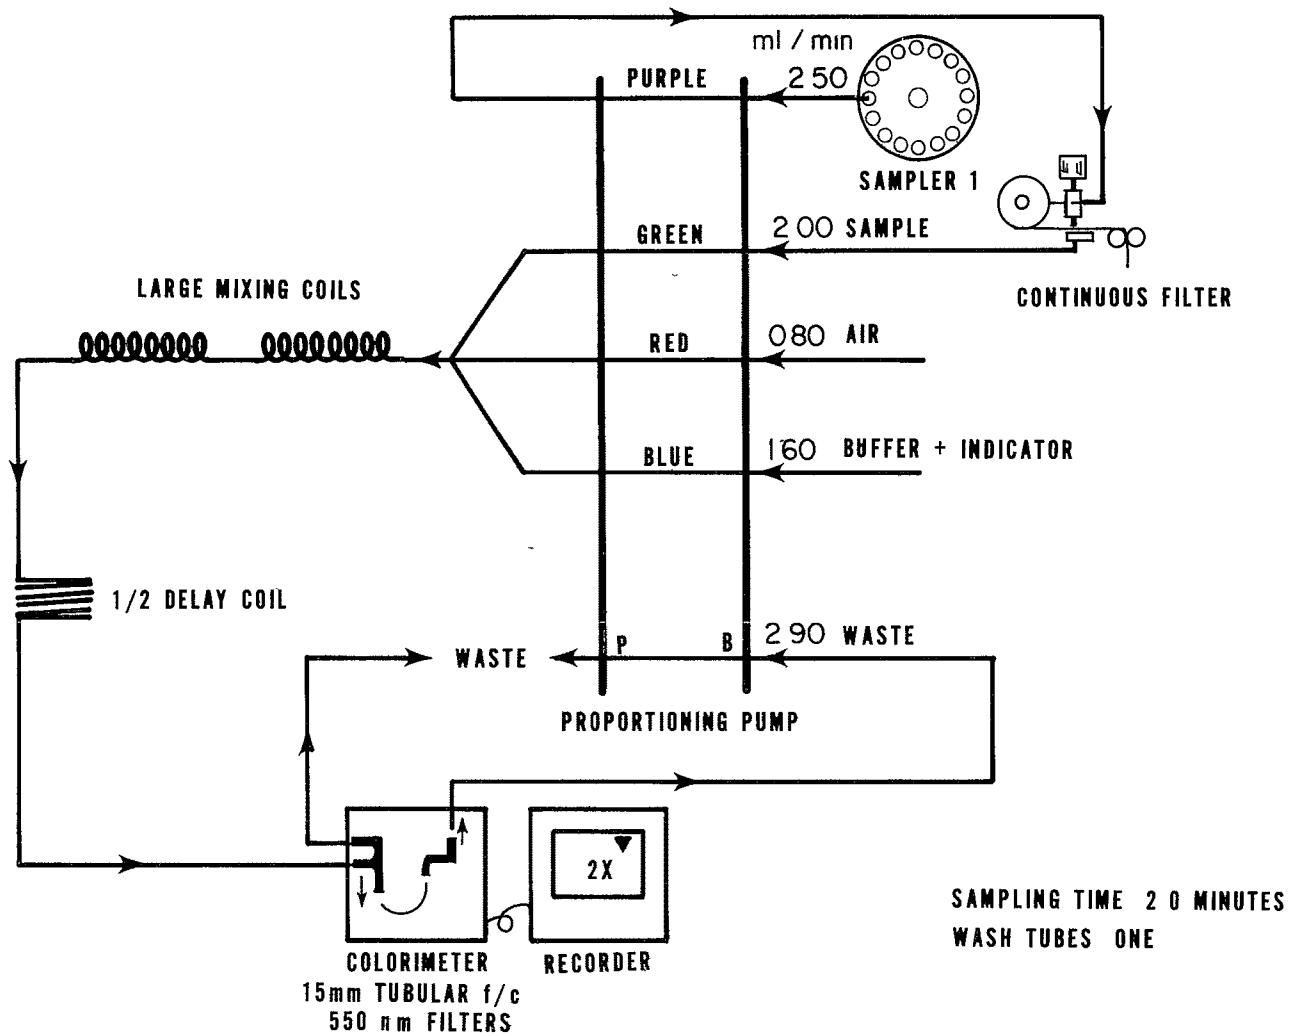 ml / min
PURPLE
2 50
SAMPLER 1
GREEN
2 00 SAMPLE
CONTINUOUS FILTER
LARGE MIXING COILS
RED
0 80 AIR
BLUE
1 60 BUFFER + INDICATOR
1/2 DELAY COIL
P
B
2 90 WASTE
WASTE
PROPORTIONING PUMP
2X
SAMPLING TIME 2 0 MINUTES
WASH TUBES ONE
COLORIMETER
15mm TUBULAR f/c
550 nm FILTERS
RECORDER